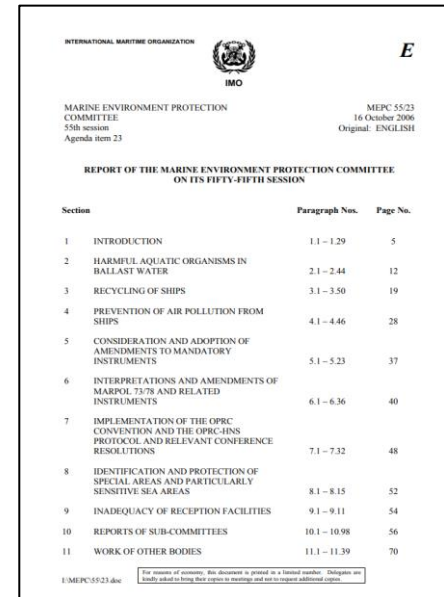 INTERNATIONAL MARITIME ORGANIZATION
E
IMO
MARINE ENVIRONMENT PROTECTION
COMMITTEE
55th session
Agenda item 23
MEPC 55/23
16 October 2006
Original: ENGLISH
REPORT OF THE MARINE ENVIRONMENT PROTECTION COMMITTEE
ON ITS FIFTY-FIFTH SESSION
Section Paragraph Nos. Page No.
1 INTRODUCTION 1.1 – 1.29 5
2 HARMFUL AQUATIC ORGANISMS IN
BALLAST WATER 2.1 – 2.44 12
3 RECYCLING OF SHIPS 3.1 – 3.50 19
4 PREVENTION OF AIR POLLUTION FROM
SHIPS 4.1 – 4.46 28
5 CONSIDERATION AND ADOPTION OF
AMENDMENTS TO MANDATORY
INSTRUMENTS 5.1 – 5.23 37
6 INTERPRETATIONS AND AMENDMENTS OF
MARPOL 73/78 AND RELATED
INSTRUMENTS 6.1 – 6.36 40
7 IMPLEMENTATION OF THE OPRC
CONVENTION AND THE OPRC-HNS
PROTOCOL AND RELEVANT CONFERENCE
RESOLUTIONS 7.1 – 7.32 48
8 IDENTIFICATION AND PROTECTION OF
SPECIAL AREAS AND PARTICULARLY
SENSITIVE SEA AREAS 8.1 – 8.15 52
9 INADEQUACY OF RECEPTION FACILITIES 9.1 – 9.11 54
10 REPORTS OF SUB-COMMITTEES 10.1 – 10.98 56
11 WORK OF OTHER BODIES 11.1 – 11.39 70
For reasons of economy, this document is printed in a limited number. Delegates are
kindly asked to bring their copies to meetings and not to request additional copies.
I:\MEPC\55\23.doc